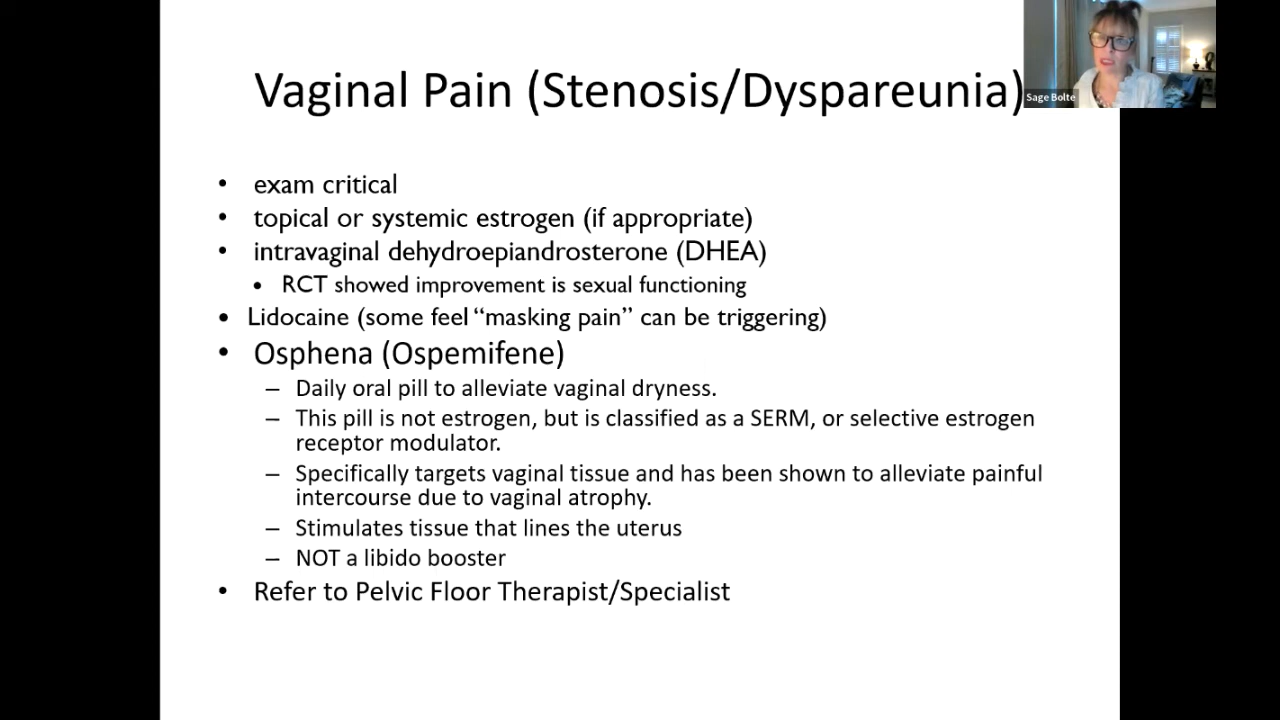 Vaginal Pain (Stenosis/Dyspareunia)
Sage Bolte
• exam critical
• topical or systemic estrogen (if appropriate)
• intravaginal dehydroepiandrosterone (DHEA)
• RCT showed improvement is sexual functioning
• Lidocaine (some feel “masking pain” can be triggering)
• Osphena (Ospemifene)
– Daily oral pill to alleviate vaginal dryness.
– This pill is not estrogen, but is classified as a SERM, or selective estrogen
receptor modulator.
– Specifically targets vaginal tissue and has been shown to alleviate painful
intercourse due to vaginal atrophy.
– Stimulates tissue that lines the uterus
– NOT a libido booster
• Refer to Pelvic Floor Therapist/Specialist